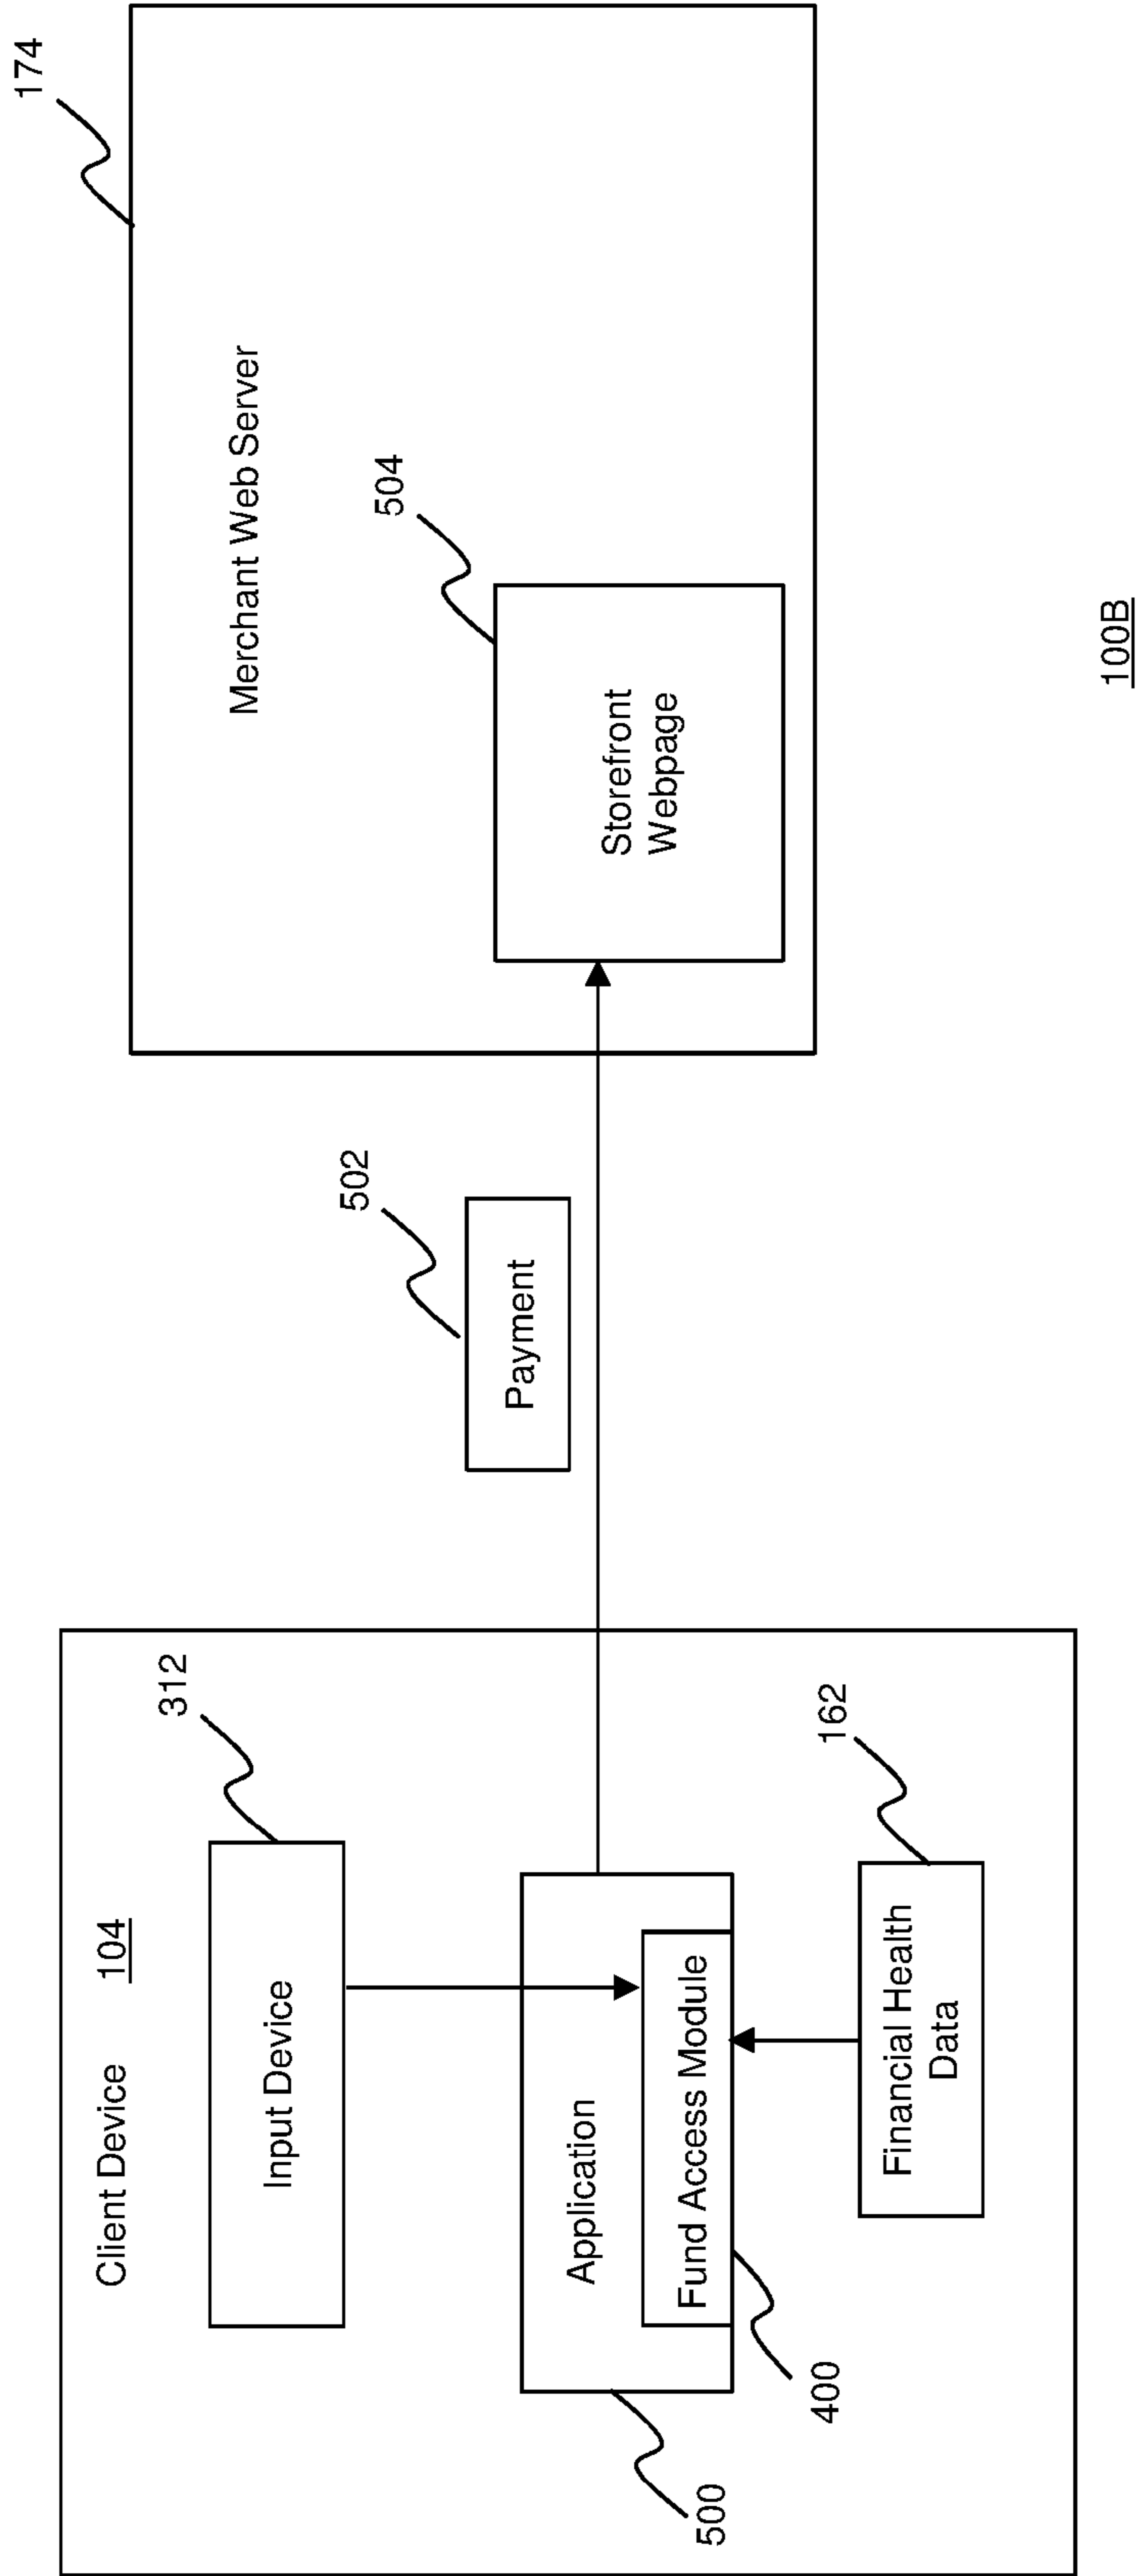 Client Device 104
312
Input Device
Application
Fund Access Module
500
400
162
Financial Health
Data
502
Payment
174
Merchant Web Server
504
Storefront
Webpage
100B